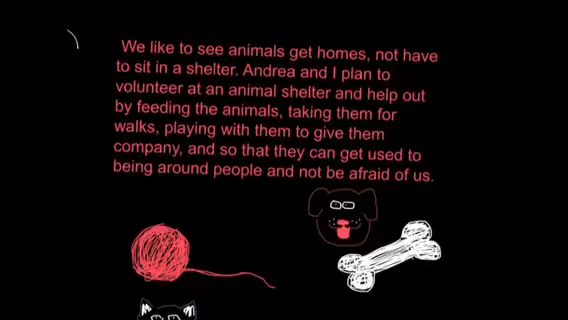 We like to see animals get homes, not have
to sit in a shelter. Andrea and I plan to
volunteer at an animal shelter and help out
by feeding the animals, taking them for
walks, playing with them to give them
company, and so that they can get used to
being around people and not be afraid of us.